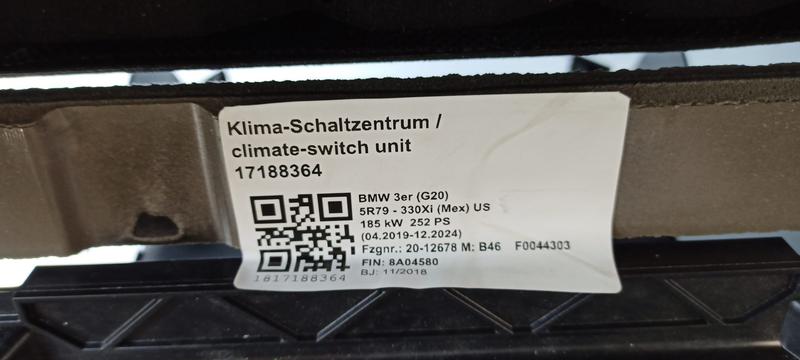 Klima-Schaltzentrum /
climate-switch unit
17188364
BMW 3er (G20)
5R79 - 330Xi (Mex) US
185 kW 252 PS
(04.2019-12.2024)
Fzgnr.: 20-12678 M: B46 F0044303
FIN: 8A04580
BJ: 11/2018
1817188364